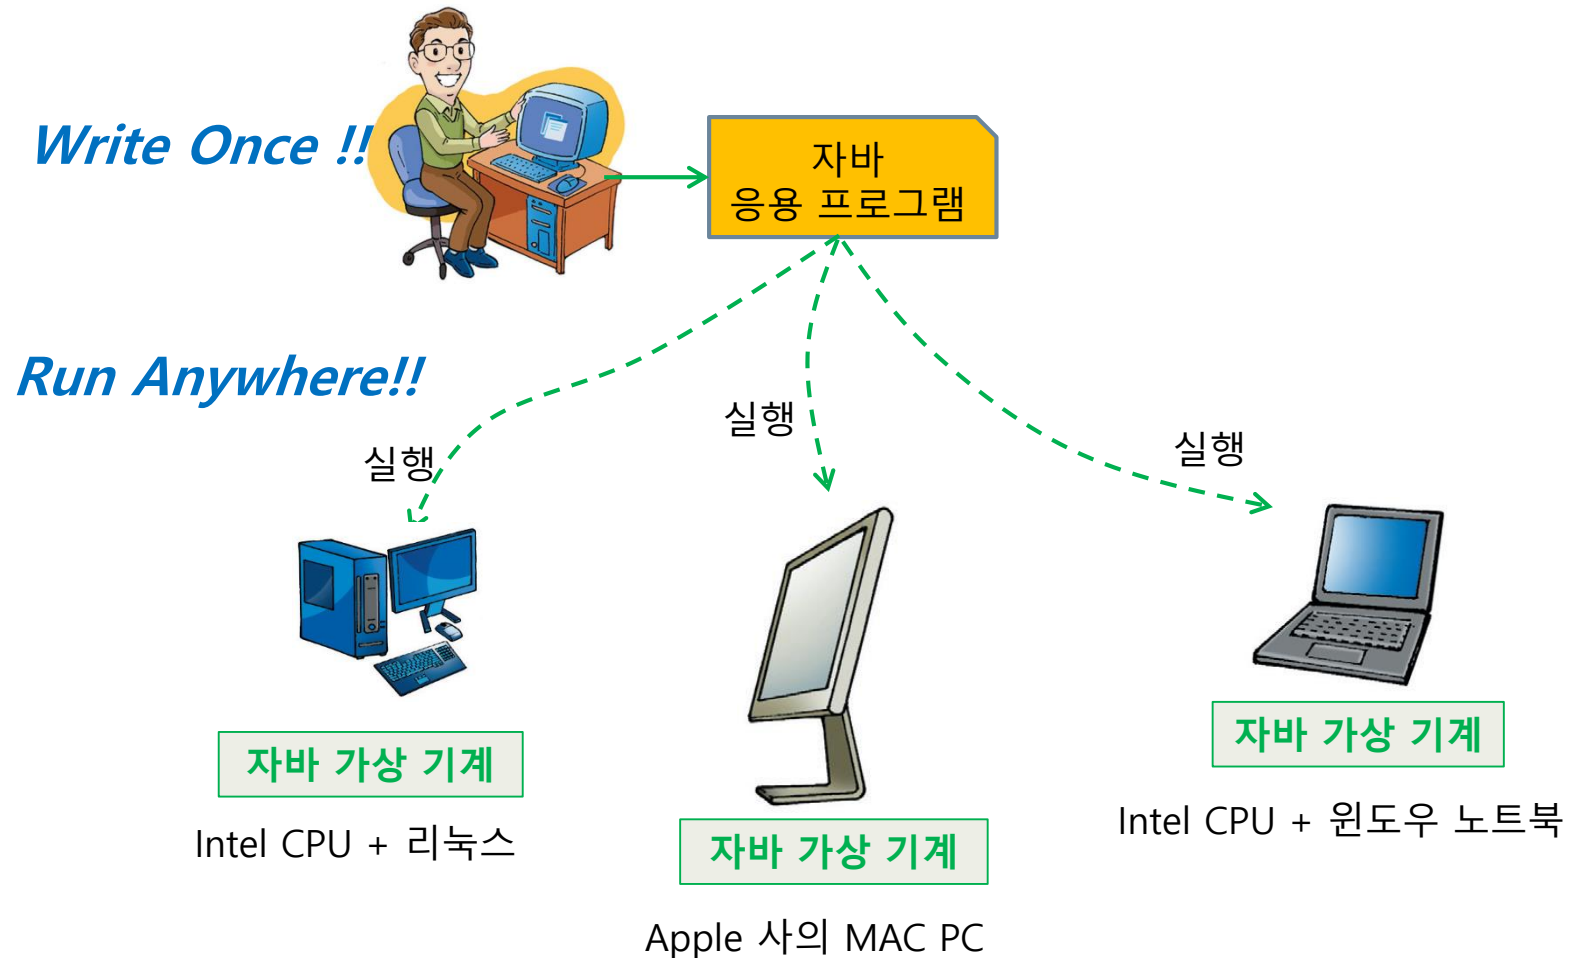 Write Once !!
자바
응용 프로그램
Run Anywhere!!
실행
실행
실행
자바 가상 기계
Intel CPU + 리눅스
자바 가상 기계
Apple 사의 MAC PC
자바 가상 기계
Intel CPU + 윈도우 노트북